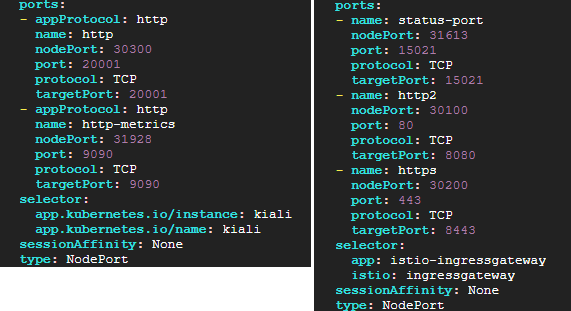 ports:
- appProtocol: http
name: http
nodePort: 30300
port: 20001
protocol: TCP
targetPort: 20001
- appProtocol: http
name: http-metrics
nodePort: 31928
port: 9090
protocol: TCP
targetPort: 9090
selector:
app.kubernetes.io/instance: kiali
app.kubernetes.io/name: kiali
sessionAffinity: None
type: NodePort
ports:
- name: status-port
nodePort: 31613
port: 15021
protocol: TCP
targetPort: 15021
- name: http2
nodePort: 30100
port: 80
protocol: TCP
targetPort: 8080
- name: https
nodePort: 30200
port: 443
protocol: TCP
targetPort: 8443
selector:
app: istio-ingressgateway
istio: ingressgateway
sessionAffinity: None
type: NodePort